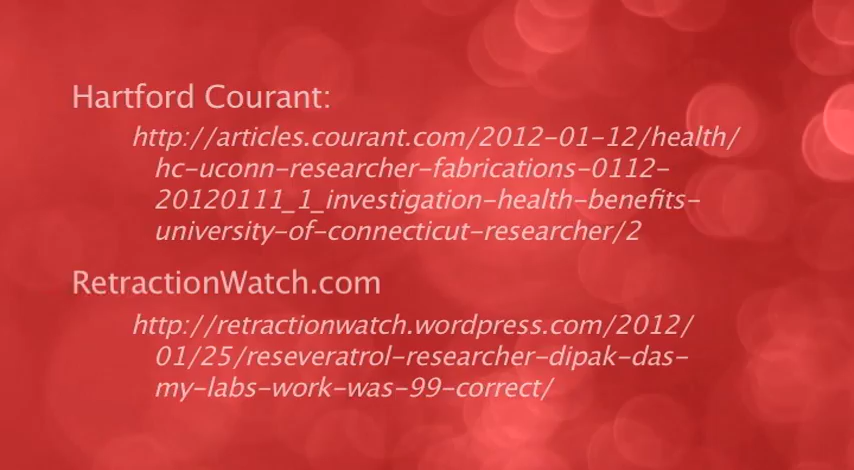 Hartford Courant:
http://articles.courant.com/2012-01-12/health/
hc-uconn-researcher-fabrications-0112-
20120111_1_investigation-health-benefits-
university-of-connecticut-researcher/2
RetractionWatch.com
http://retractionwatch.wordpress.com/2012/
01/25/reseveratrol-researcher-dipak-das-
my-labs-work-was-99-correct/